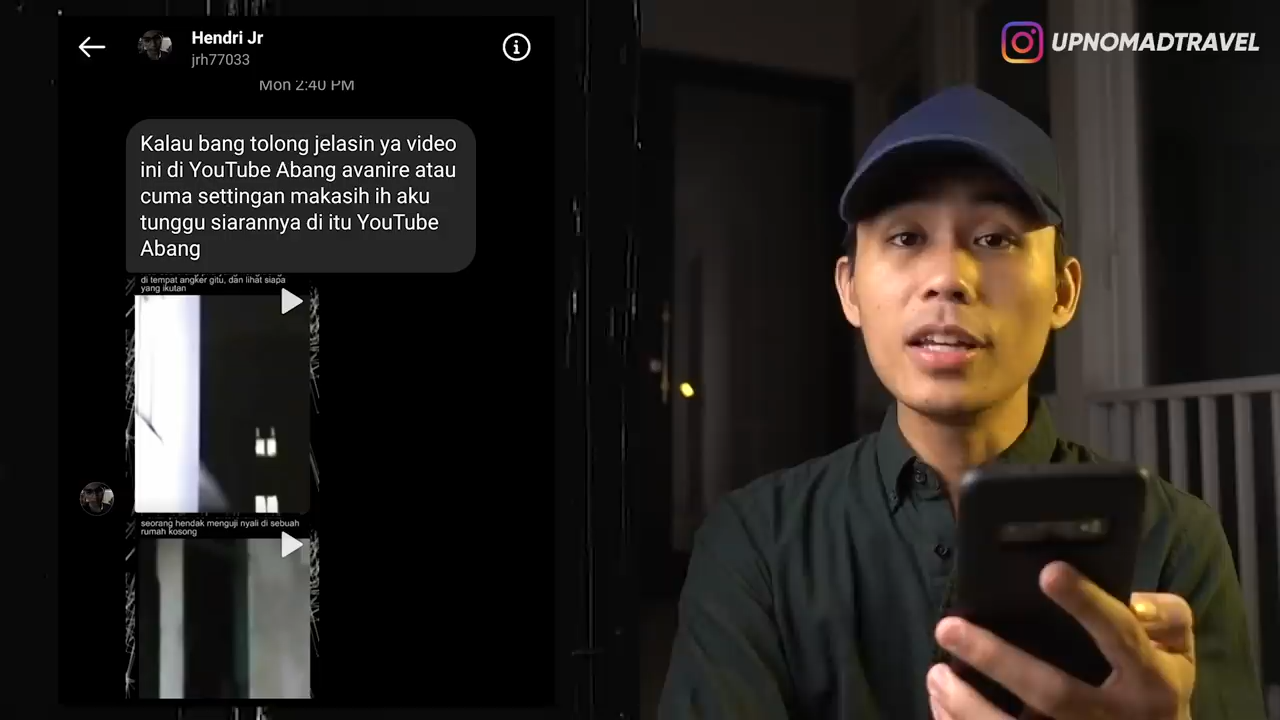 Hendri Jr
jrh77033
Mon 2:40 PM
Kalau bang tolong jelasin ya video
ini di YouTube Abang avanire atau
cuma settingan makasih ih aku
tunggu siarannya di itu YouTube
Abang
di tempat angker gitu, dan lihat siapa
yang ikutan
seorang hendak menguji nyali di sebuah
rumah kosong
UPNOMADTRAVEL